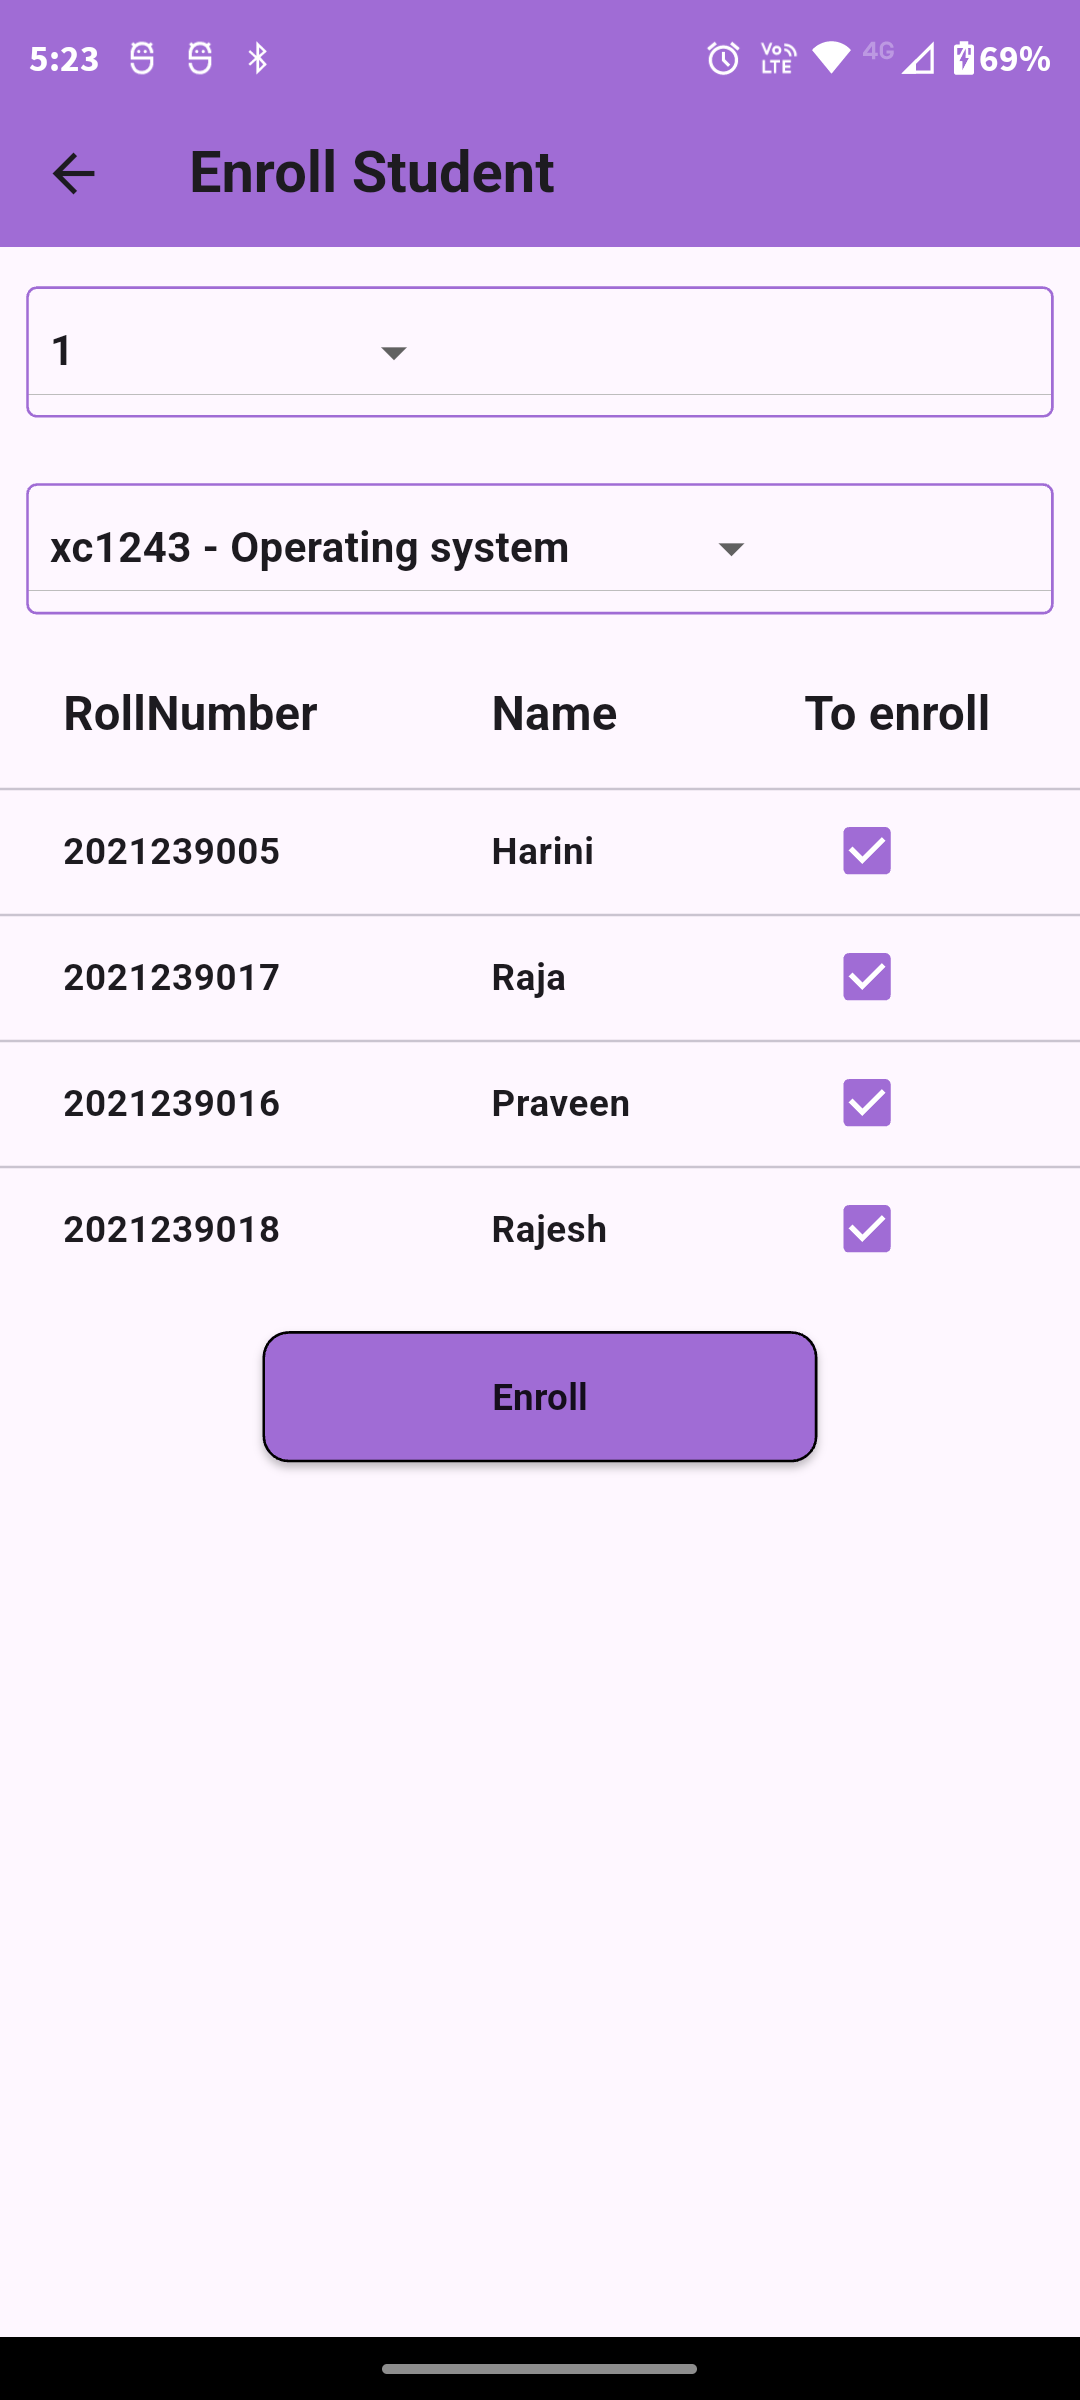 5:23 Vo LTE 4G 69%
Enroll Student
1
xc1243 - Operating system
RollNumber Name To enroll
2021239005 Harini
2021239017 Raja
2021239016 Praveen
2021239018 Rajesh
Enroll